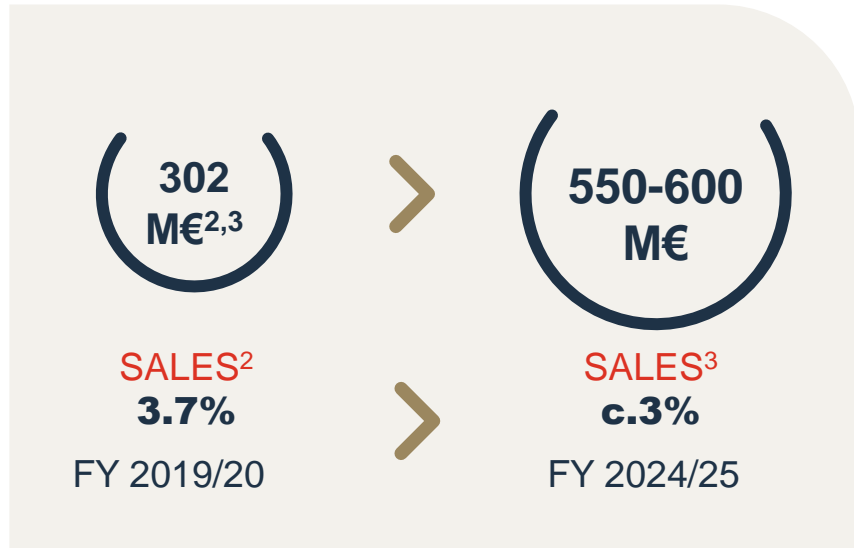 302
M€2,3
550-600
M€
SALES2
3.7%
FY 2019/20
SALES3
c.3%
FY 2024/25